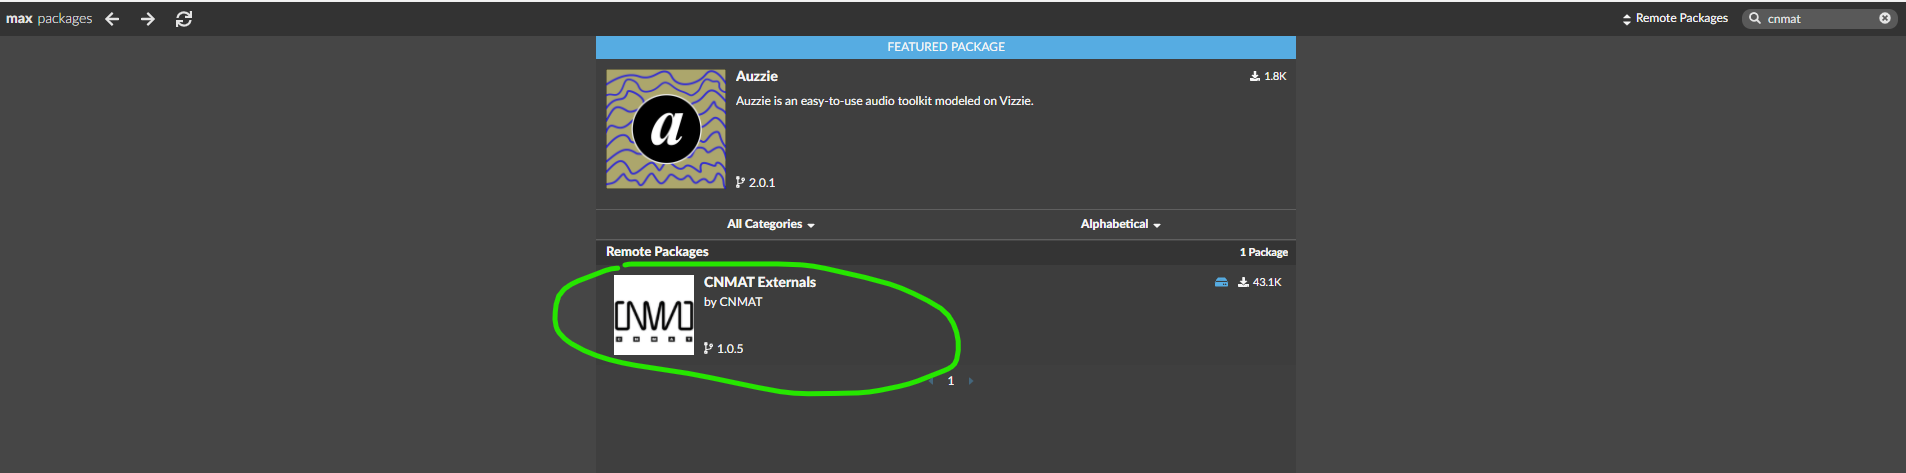 max packages
Remote Packages
cnmat
FEATURED PACKAGE
Auzzie
1.8K
Auzzie is an easy-to-use audio toolkit modeled on Vizzie.
2.0.1
All Categories
Alphabetical
Remote Packages
1 Package
CNMAT
CNMAT
CNMAT Externals
43.1K
by CNMAT
1.0.5
1